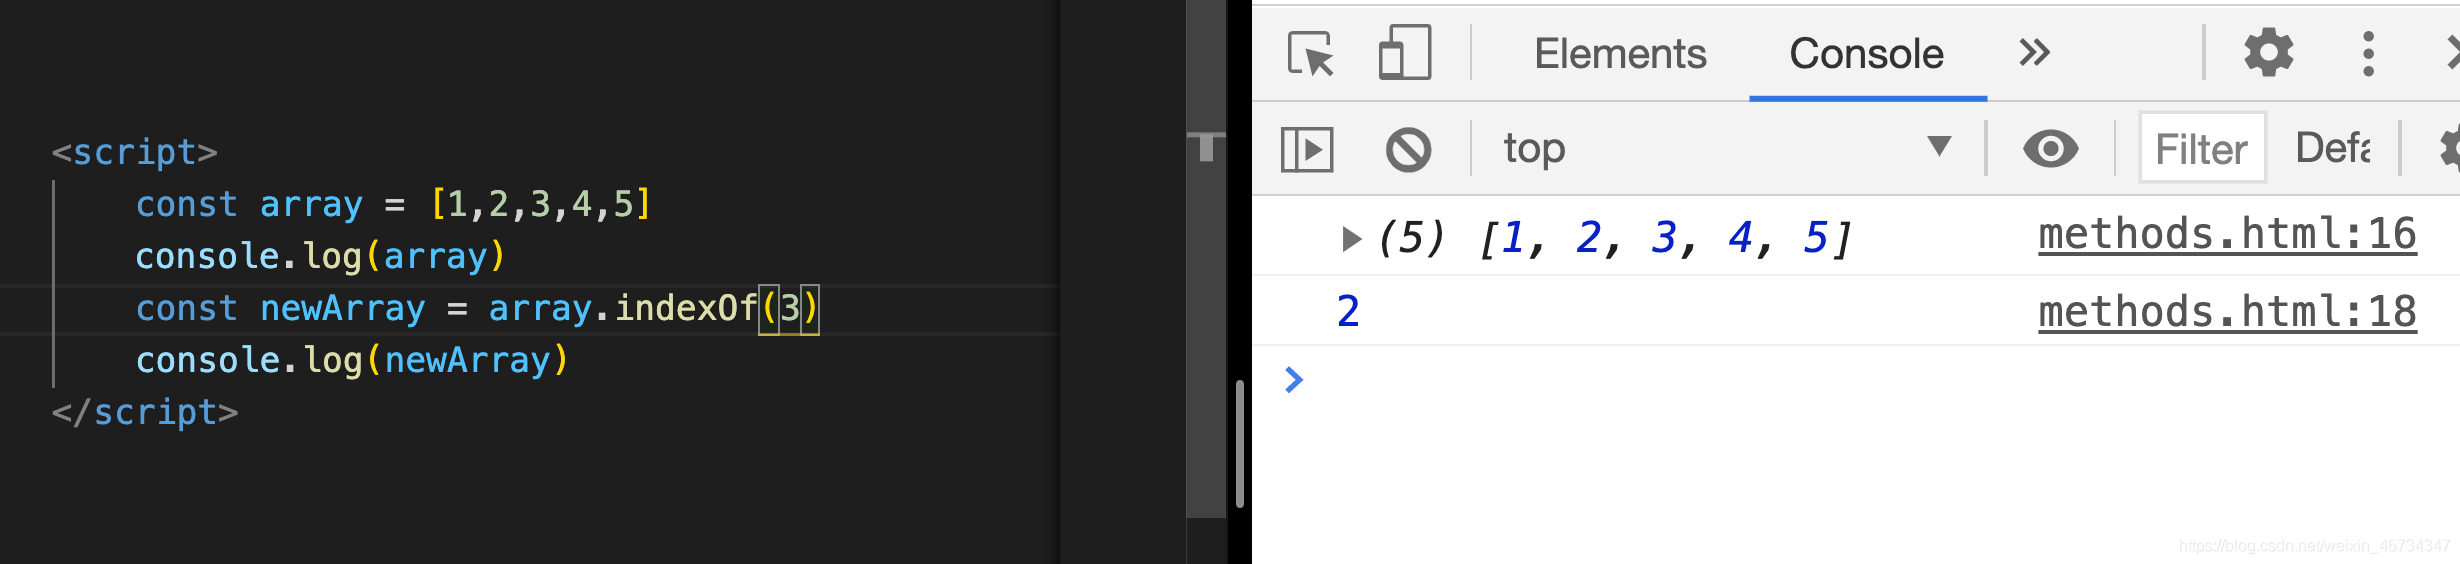 <script>
const array = [1,2,3,4,5]
console.log(array)
const newArray = array.indexOf(3)
console.log(newArray)
</script>
Elements Console
top Filter Defa
(5) [1, 2, 3, 4, 5] methods.html:16
2 methods.html:18
https://blog.csdn.net/weixin_46734347